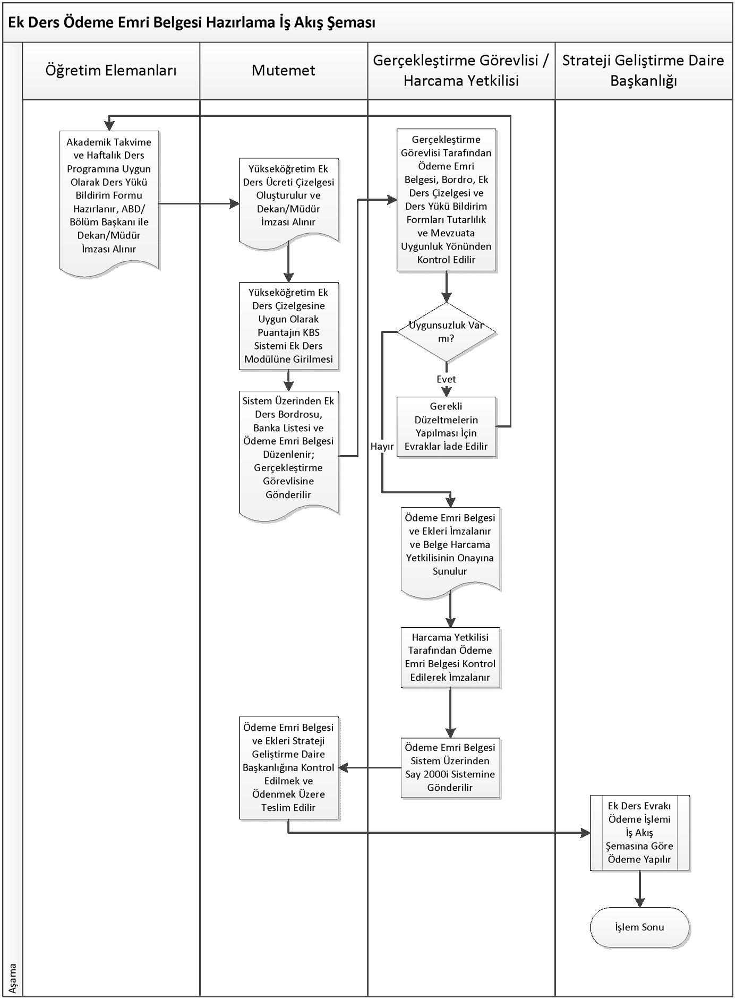 Ek Ders Ödeme Emri Belgesi Hazırlama İş Akış Şeması
Öğretim Elemanları
Mutemet
Gerçekleştirme Görevlisi /
Harcama Yetkilisi
Strateji Geliştirme Daire
Başkanlığı
Akademik Takvime
ve Haftalık Ders
Programına Uygun
Olarak Ders Yükü
Bildirim Formu
Hazırlanır, ABD/
Bölüm Başkanı ile
Dekan/Müdür
İmzası Alınır
Yükseköğretim Ek
Ders Ücreti Çizelgesi
Oluşturulur ve
Dekan/Müdür
İmzası Alınır
Yükseköğretim Ek
Ders Çizelgesine
Uygun Olarak
Puantajın KBS
Sistemi Ek Ders
Modülüne Girilmesi
Sistem Üzerinden Ek
Ders Bordrosu,
Banka Listesi ve
Ödeme Emri Belgesi
Düzenlenir;
Gerçekleştirme
Görevlisine
Gönderilir
Gerçekleştirme
Görevlisi Tarafından
Ödeme Emri
Belgesi, Bordro, Ek
Ders Çizelgesi ve
Ders Yükü Bildirim
Formları Tutarlılık
ve Mevzuata
Uygunluk Yönünden
Kontrol Edilir
Uygunsuzluk Var
mı?
Evet
Gerekli
Düzeltmelerin
Yapılması İçin
Evraklar İade Edilir
Hayır
Ödeme Emri Belgesi
ve Ekleri İmzalanır
ve Belge Harcama
Yetkilisinin Onayına
Sunulur
Harcama Yetkilisi
Tarafından Ödeme
Emri Belgesi Kontrol
Edilerek İmzalanır
Ödeme Emri Belgesi
Sistem Üzerinden
Say 2000i Sistemine
Gönderilir
Ödeme Emri Belgesi
ve Ekleri Strateji
Geliştirme Daire
Başkanlığına Kontrol
Edilmek ve
Ödenmek Üzere
Teslim Edilir
Ek Ders Evrakı
Ödeme İşlemi
İş Akış
Şemasına Göre
Ödeme Yapılır
İşlem Sonu
Aşama